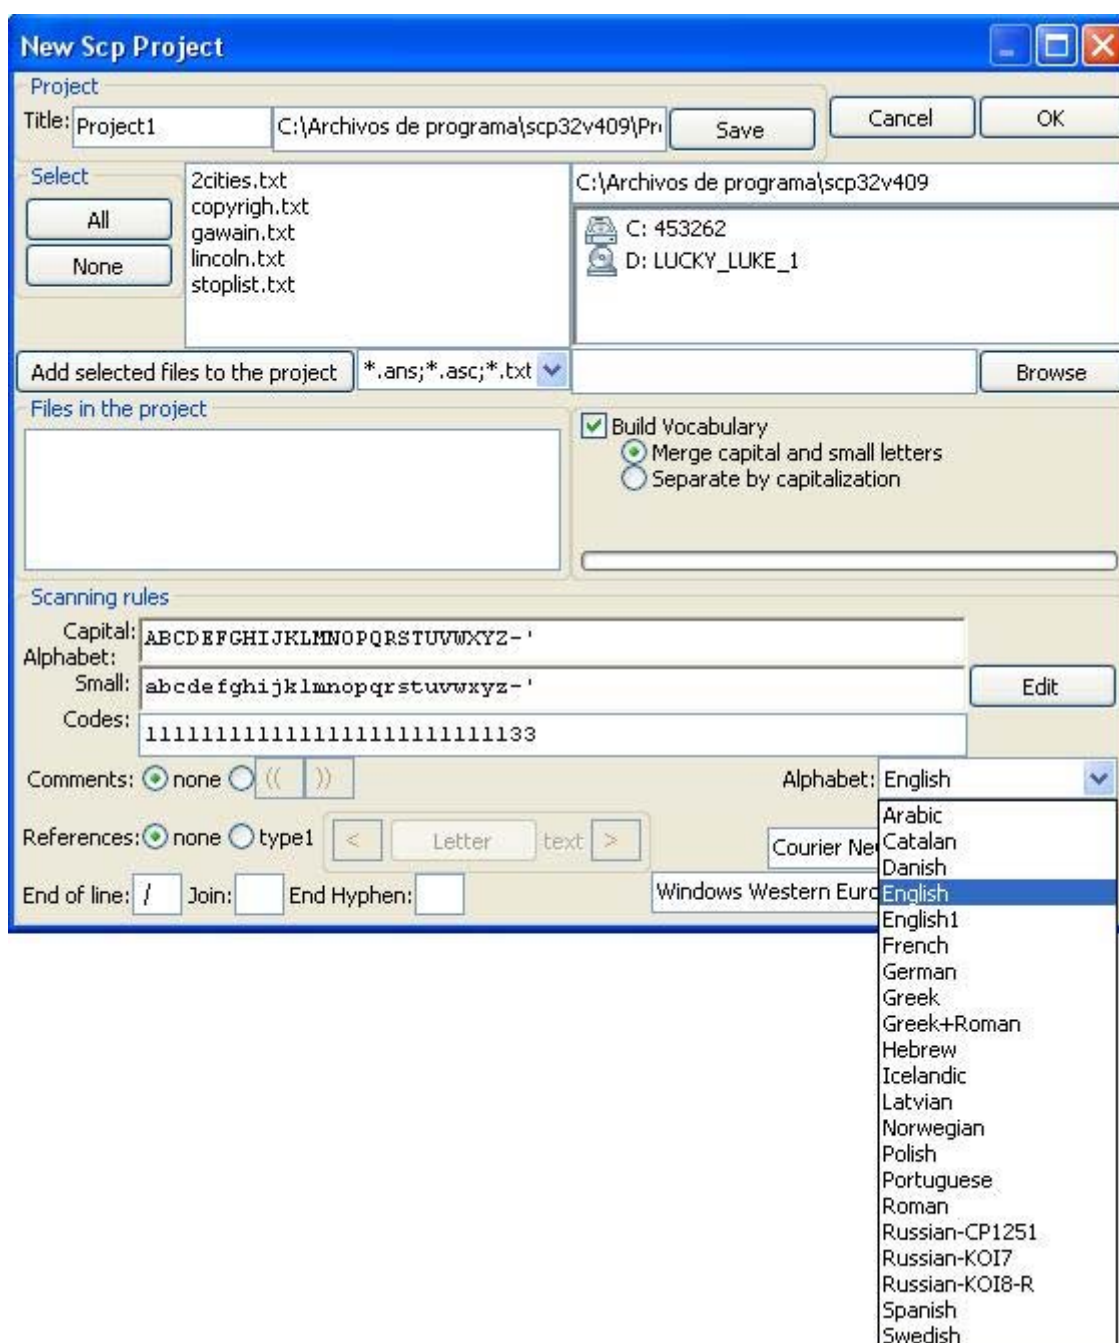 New Scp Project
Project
Title: Project1 C:\Archivos de programa\scp32v409\Pr Save Cancel OK
Select
All
None
2cities.txt
copyrigh.txt
gawain.txt
lincoln.txt
stoplist.txt
C:\Archivos de programa\scp32v409
C: 453262
D: LUCKY_LUKE_1
Add selected files to the project *.ans;*.asc;*.txt Browse
Files in the project
Build Vocabulary
Merge capital and small letters
Separate by capitalization
Scanning rules
Capital: ABCDEFGHIJKLMNOPQRSTUVWXYZ-'
Alphabet:
Small: abcdefghijklmnopqrstuvwxyz-' Edit
Codes: 1111111111111111111111111133
Comments: none (( )) Alphabet: English
References: none type1 < Letter text > Courier Ne
End of line: / Join: End Hyphen: Windows Western Euro
Arabic
Catalan
Danish
English
English1
French
German
Greek
Greek+Roman
Hebrew
Icelandic
Latvian
Norwegian
Polish
Portuguese
Roman
Russian-CP1251
Russian-KOI7
Russian-KOI8-R
Spanish
Swedish